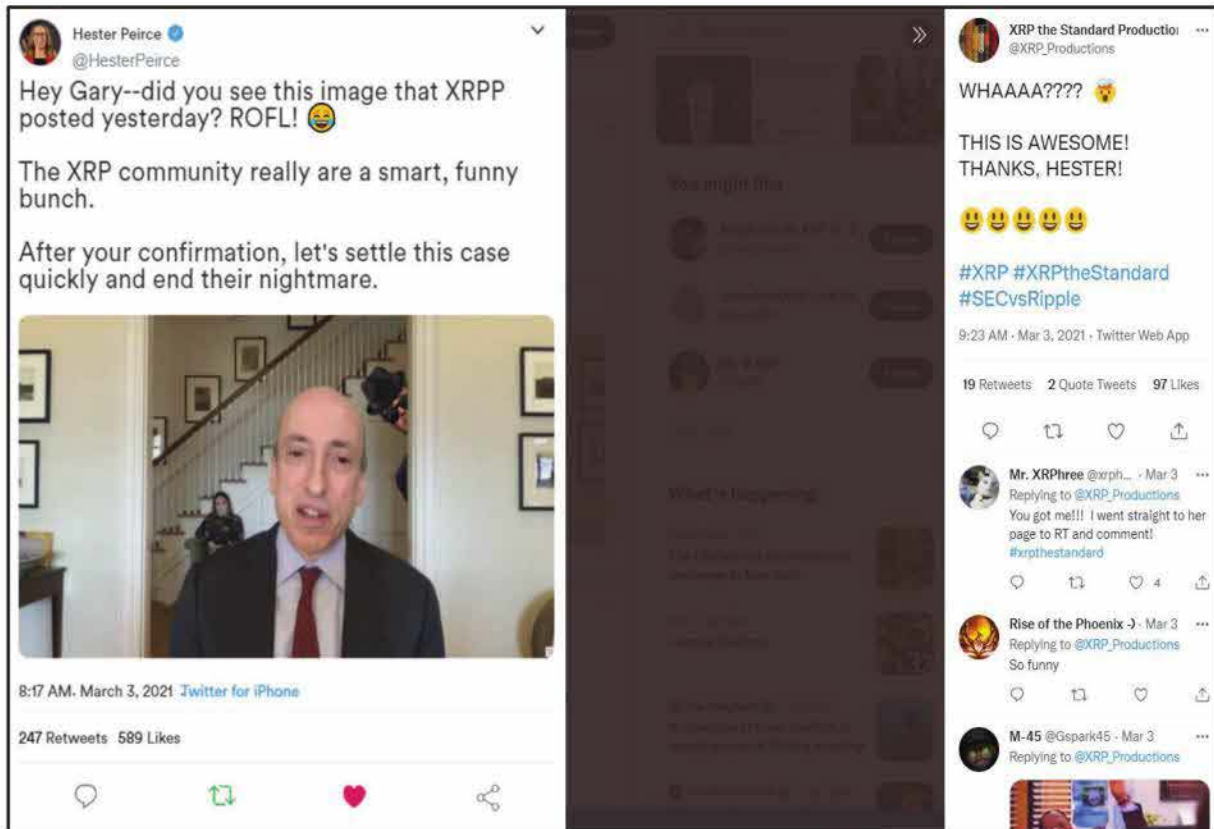 Hester Peirce
@HesterPeirce
Hey Gary--did you see this image that XRPP
posted yesterday? ROFL! 😂
The XRP community really are a smart, funny
bunch.
After your confirmation, let's settle this case
quickly and end their nightmare.
8:17 AM. March 3, 2021 Twitter for iPhone
247 Retweets 589 Likes
You might like
What's happening
XRP the Standard Productio
@XRP_Productions
WHAAAA???? 🤯
THIS IS AWESOME!
THANKS, HESTER!
😃😃😃😃😃
#XRP #XRPtheStandard
#SECvsRipple
9:23 AM · Mar 3, 2021 · Twitter Web App
19 Retweets 2 Quote Tweets 97 Likes
Mr. XRPhree @xrph... · Mar 3
Replying to @XRP_Productions
You got me!!! I went straight to her
page to RT and comment!
#xrpthestandard
4
Rise of the Phoenix -) · Mar 3
Replying to @XRP_Productions
So funny
M-45 @Gspark45 · Mar 3
Replying to @XRP_Productions